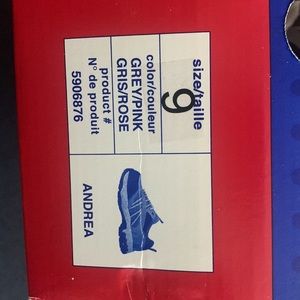 size/taille
9
color/couleur
GREY/PINK
GRIS/ROSE
product #
N° de produit
5906876
ANDREA